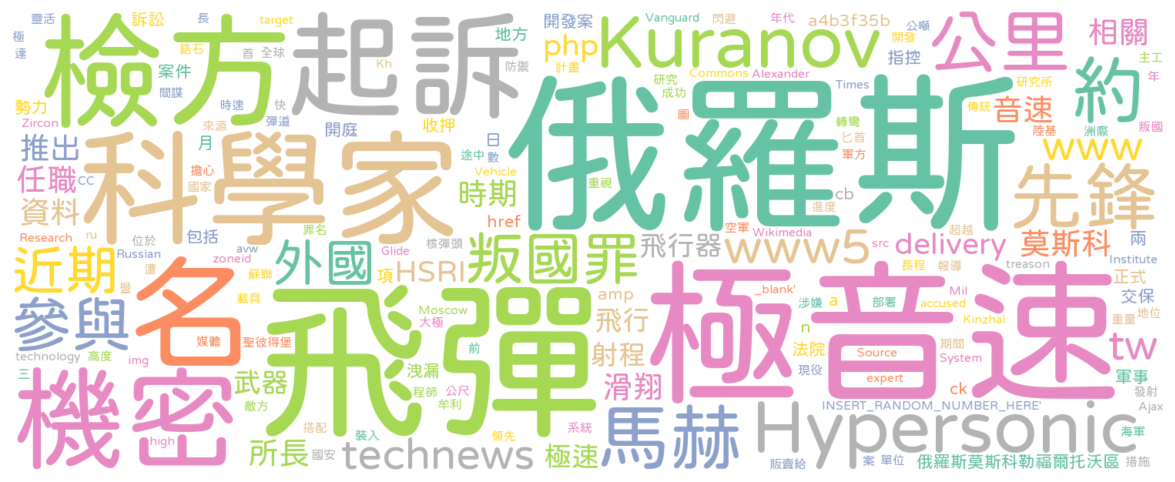 靈活 訴訟 長 target 開發案 Vanguard 閃避 年代 a4b3f35b 公噸 公里 相關
極 達 檢方 鋯石 首 全球 起訴 Kh 地方 php Kuranov 指控 開發 主工
案件 間諜 防禦 計畫 研究 成功 Commons Alexander Times 研究所 約 年
勢力 Zircon 來源 時速 快 彈道 收押 開庭 日 數 俄羅斯 圖 轉彎 匕首 傳統 音速 陸基 洲際 叛國
推出 月 科學家 途中 軍方 www
任職 CC 擔心 國家 時期 Vehicle 重視 cb 先鋒
資料 href 進度
Research ru 位於 包括 罪名 核彈頭 飛行器 空軍 Wikimedia 超越 莫斯科 兩
近期 Russian 遭 zoneid avw 蘇聯 外國 Glide 項 HSRI 叛國罪 www5 src delivery 長程 報導 treason Institute 正式
參與 盤 名 載具 Moscow 大極 飛彈 amp _blank' 極音速 涉嫌 a 部署 accused Mil Kinzhal 交保 地位 重量
technology 高度 img 媒體 聖彼得堡 前 飛行 n 法院 Source 期間 tw
三 機密 武器 洩漏 射程 滑翔 現役 expert System 軍事 發射
敵方 程師 公尺 牟利 ck Ajax
high 搭配 裝入 領先 系統 馬赫 Hypersonic INSERT_RANDOM_NUMBER_HERE' 海軍
所長 國安 technews 極速 販賣給 案 單位 俄羅斯莫斯科勒福爾托沃區 措施